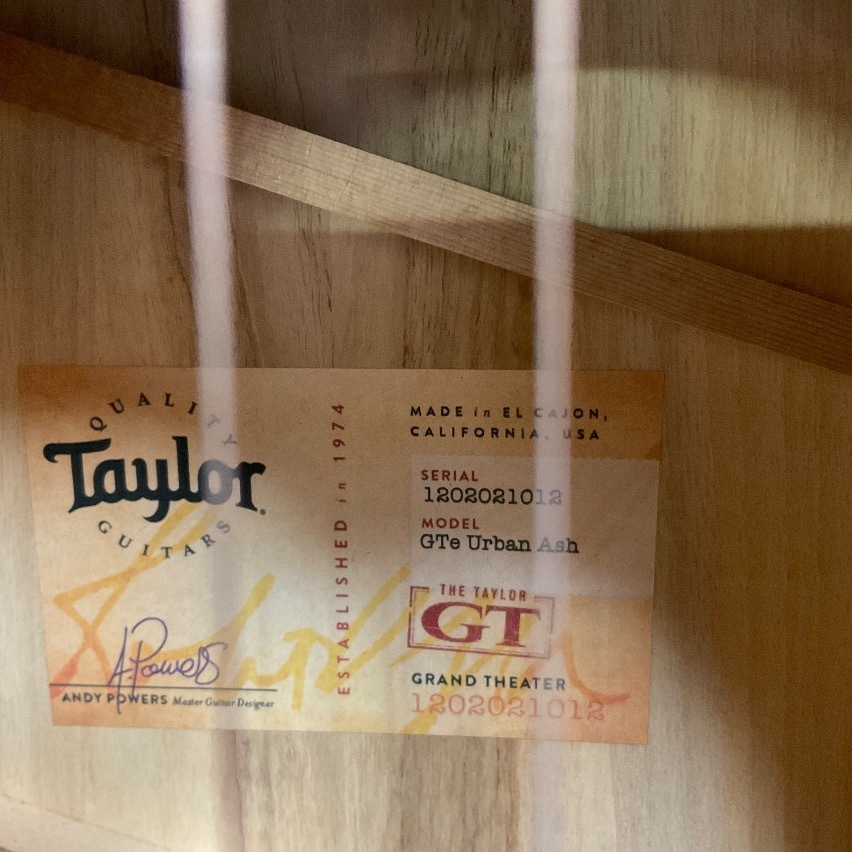 QUALITY
Taylor.
GUITARS
A. Powers
ANDY POWERS Master Guitar Designer
ESTABLISHED in 1974
MADE in EL CAJON,
CALIFORNIA, USA
SERIAL
1202021012
MODEL
GTe Urban Ash
THE TAYLOR
GT
GRAND THEATER
1202021012